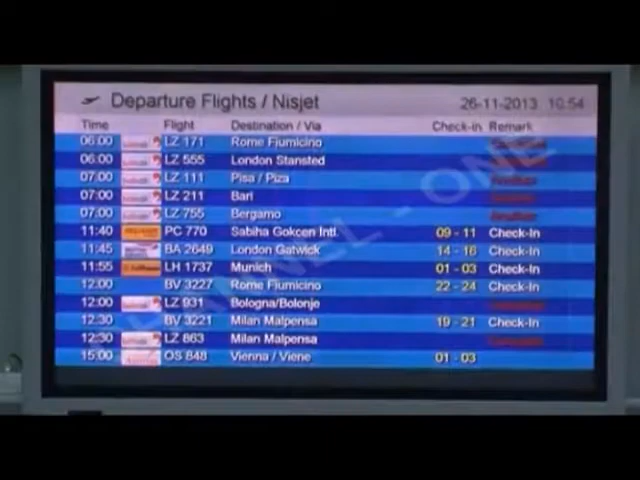 Departure Flights / Nisjet 26-11-2013 10:54
Time Flight Destination / Via Check-in Remark
06:00 LZ 171 Rome Fiumicino
06:00 LZ 555 London Stansted
07:00 LZ 111 Pisa / Piza
07:00 LZ 211 Bari
07:00 LZ 755 Bergamo
11:40 PC 770 Sabiha Gokcen Intl. 09 - 11 Check-In
11:45 BA 2649 London Gatwick 14 - 16 Check-In
11:55 LH 1737 Munich 01 - 03 Check-In
12:00 BV 3227 Rome Fiumicino 22 - 24 Check-In
12:00 LZ 931 Bologna/Bolonje
12:30 BV 3221 Milan Malpensa 19 - 21 Check-In
12:30 LZ 863 Milan Malpensa
15:00 OS 848 Vienna / Viene 01 - 03
CHANNEL - ONE